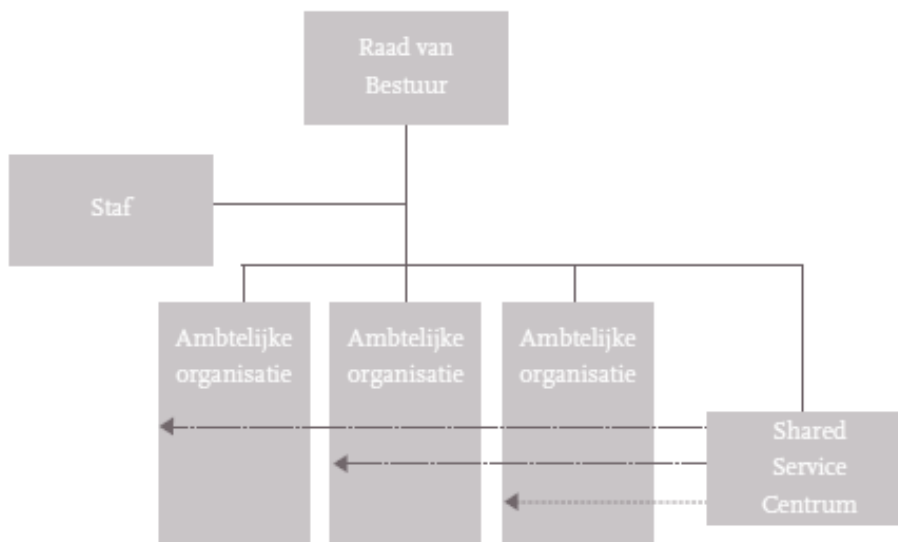 Raad van
Bestuur
Staf
Ambtelijke
organisatie
Ambtelijke
organisatie
Ambtelijke
organisatie
Shared
Service
Centrum